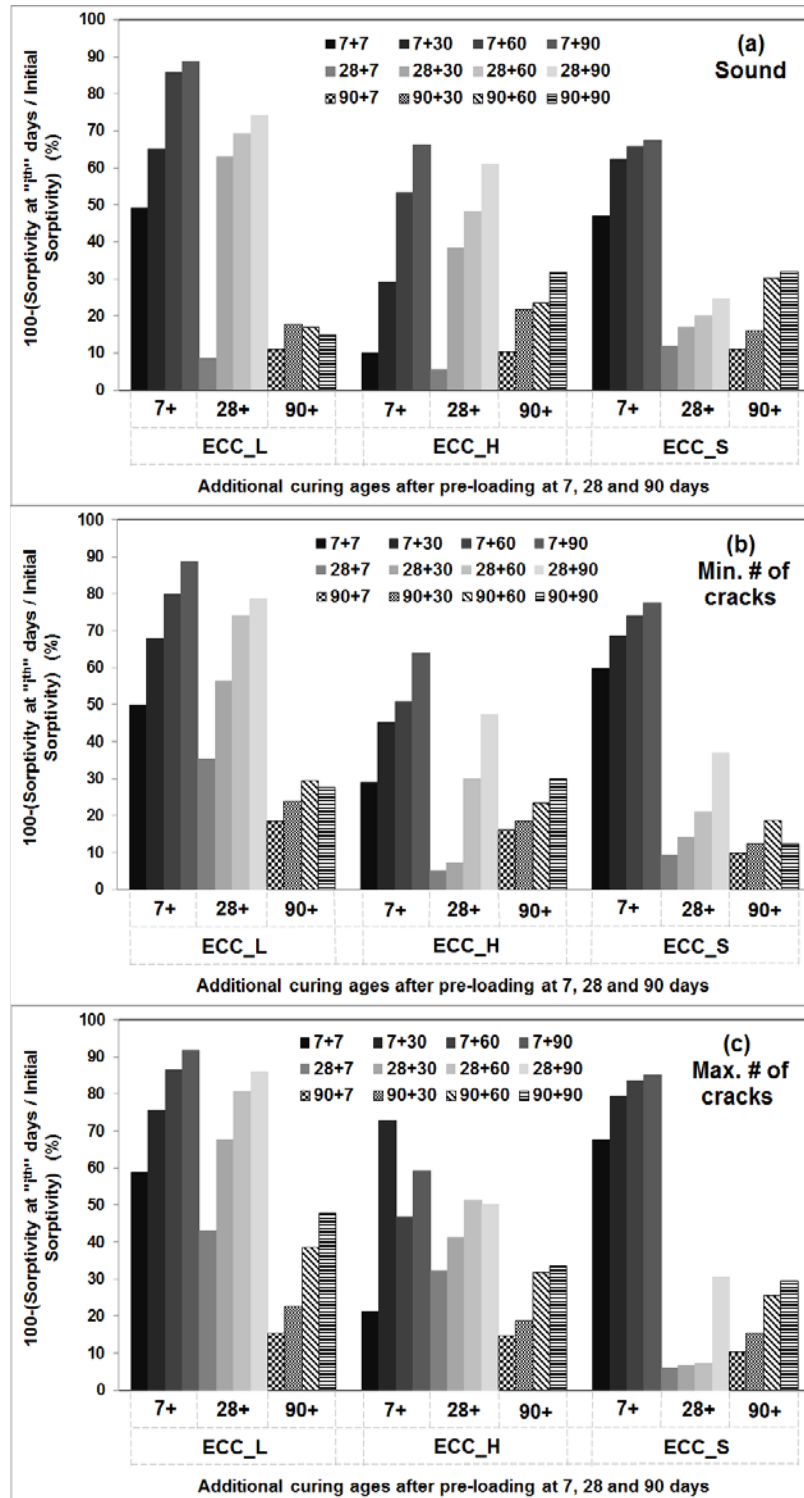 100-(Sorptivity at "iᵗʰ" days / Initial
Sorptivity) (%)
100
90
80
70
60
50
40
30
20
10
0
7+7 7+30 7+60 7+90
28+7 28+30 28+60 28+90
90+7 90+30 90+60 90+90
(a)
Sound
7+ 28+ 90+ 7+ 28+ 90+ 7+ 28+ 90+
ECC_L ECC_H ECC_S
Additional curing ages after pre-loading at 7, 28 and 90 days
100-(Sorptivity at "iᵗʰ" days / Initial
Sorptivity) (%)
100
90
80
70
60
50
40
30
20
10
0
7+7 7+30 7+60 7+90
28+7 28+30 28+60 28+90
90+7 90+30 90+60 90+90
(b)
Min. # of
cracks
7+ 28+ 90+ 7+ 28+ 90+ 7+ 28+ 90+
ECC_L ECC_H ECC_S
Additional curing ages after pre-loading at 7, 28 and 90 days
100-(Sorptivity at "iᵗʰ" days / Initial
Sorptivity) (%)
100
90
80
70
60
50
40
30
20
10
0
7+7 7+30 7+60 7+90
28+7 28+30 28+60 28+90
90+7 90+30 90+60 90+90
(c)
Max. # of
cracks
7+ 28+ 90+ 7+ 28+ 90+ 7+ 28+ 90+
ECC_L ECC_H ECC_S
Additional curing ages after pre-loading at 7, 28 and 90 days